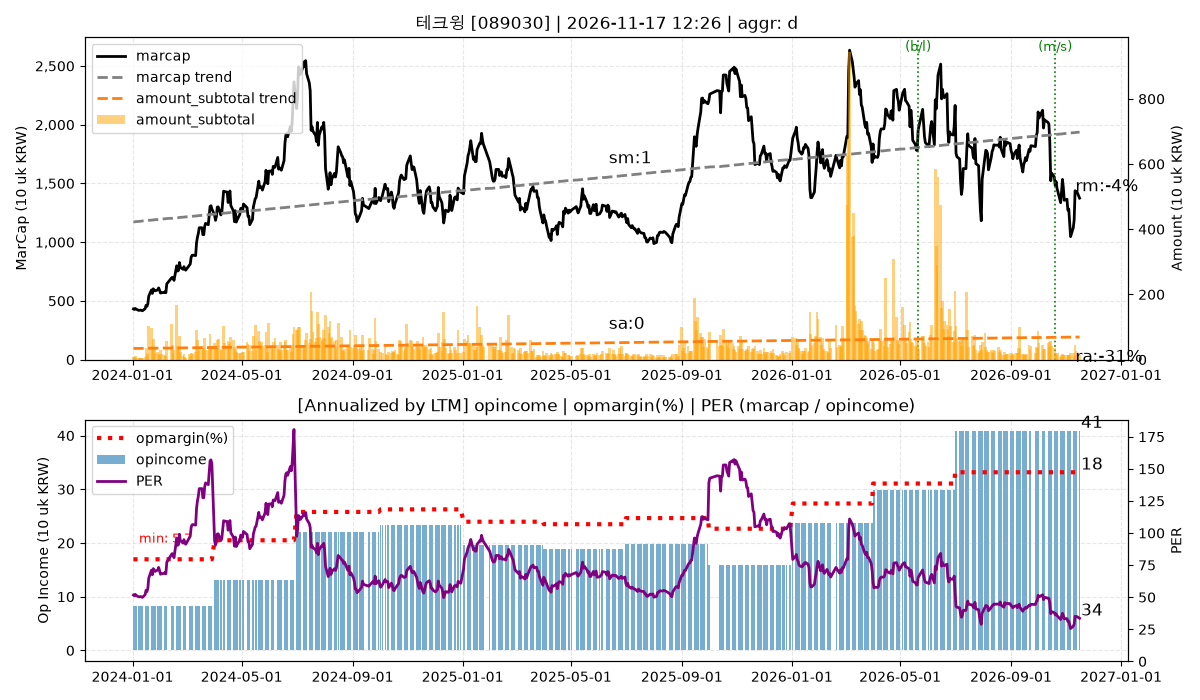 테크윙 [089030] | 2026-11-17 12:26 | aggr: d
marcap
marcap trend
amount_subtotal trend
amount_subtotal
(b/l)
(m/s)
sm:1
sa:0
rm:-4%
ra:-31%
MarCap (10 uk KRW)
2,500
2,000
1,500
1,000
500
0
Amount (10 uk KRW)
800
600
400
200
0
2024-01-01 2024-05-01 2024-09-01 2025-01-01 2025-05-01 2025-09-01 2026-01-01 2026-05-01 2026-09-01 2027-01-01
[Annualized by LTM] opincome | opmargin(%) | PER (marcap / opincome)
opmargin(%)
opincome
PER
min:
41
18
34
Op Income (10 uk KRW)
40
30
20
10
0
PER
175
150
125
100
75
50
25
0
2024-01-01 2024-05-01 2024-09-01 2025-01-01 2025-05-01 2025-09-01 2026-01-01 2026-05-01 2026-09-01 2027-01-01